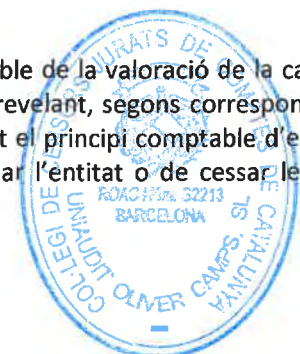 ble de la valoració de la ca
revelant, segons correspon
t el principi comptable d'e
ar l'entitat o de cessar le
COL·LEGI DE CENSORS JURATS DE COMPTES DE CATALUNYA
UNIAUDIT OLIVER CAMPS, S
ROAC Núm. 32213
BARCELONA